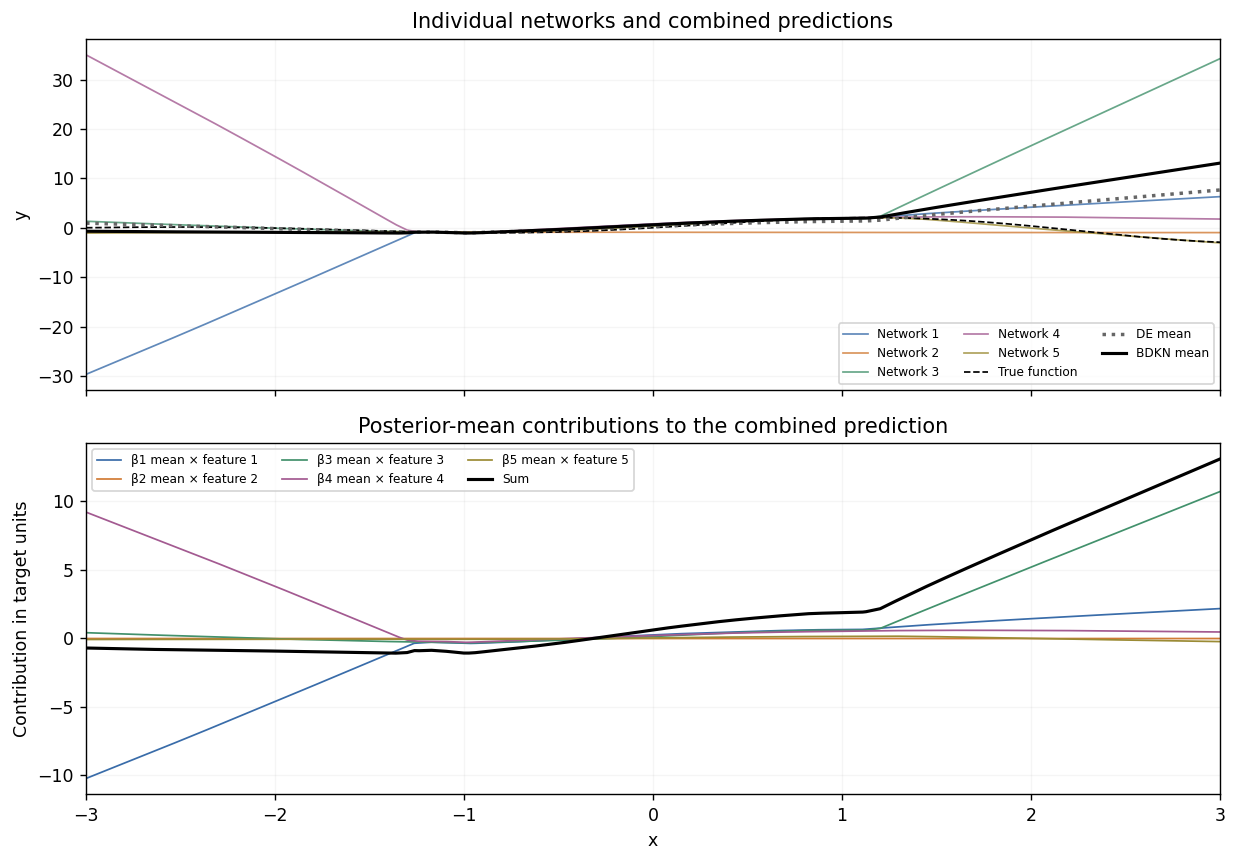 Individual networks and combined predictions
30
20
10
0
−10
−20
−30
y
Network 1
Network 2
Network 3
Network 4
Network 5
True function
DE mean
BDKN mean
Posterior-mean contributions to the combined prediction
β1 mean × feature 1
β2 mean × feature 2
β3 mean × feature 3
β4 mean × feature 4
β5 mean × feature 5
Sum
10
5
0
−5
−10
Contribution in target units
−3
−2
−1
0
1
2
3
x